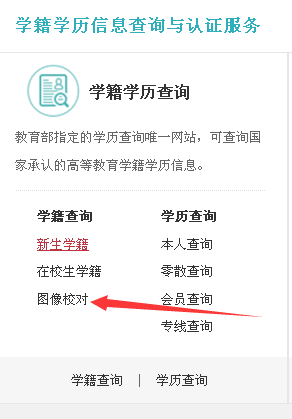 学籍学历信息查询与认证服务
学籍学历查询
教育部指定的学历查询唯一网站，可查询国
家承认的高等教育学籍学历信息。
学籍查询 学历查询
新生学籍 本人查询
在校生学籍 零散查询
图像校对 会员查询
专线查询
学籍查询 | 学历查询